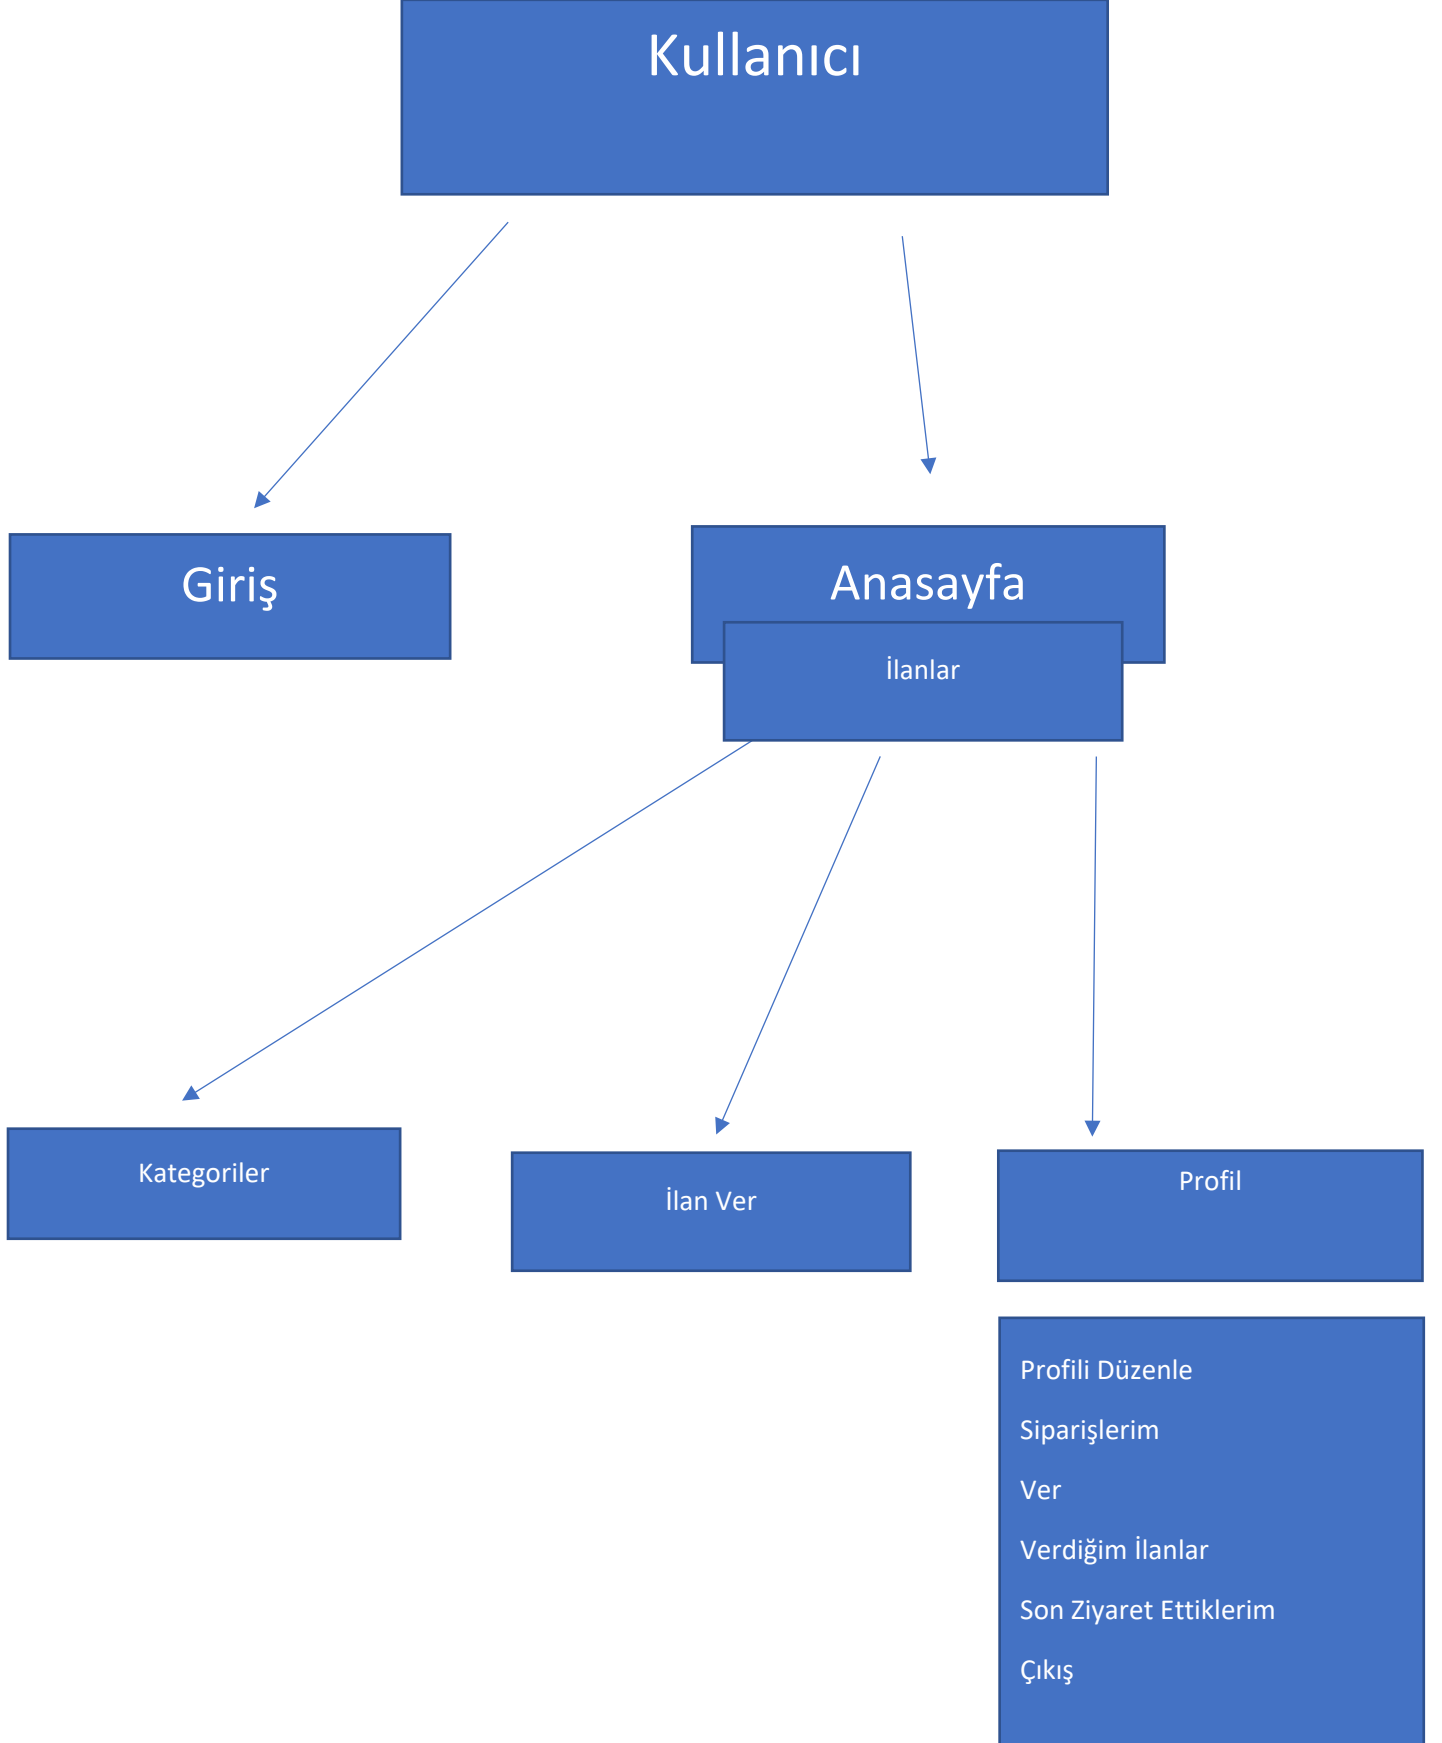 Kullanıcı
Giriş
Anasayfa
İlanlar
Kategoriler
İlan Ver
Profil
Profili Düzenle
Siparişlerim
Ver
Verdiğim İlanlar
Son Ziyaret Ettiklerim
Çıkış